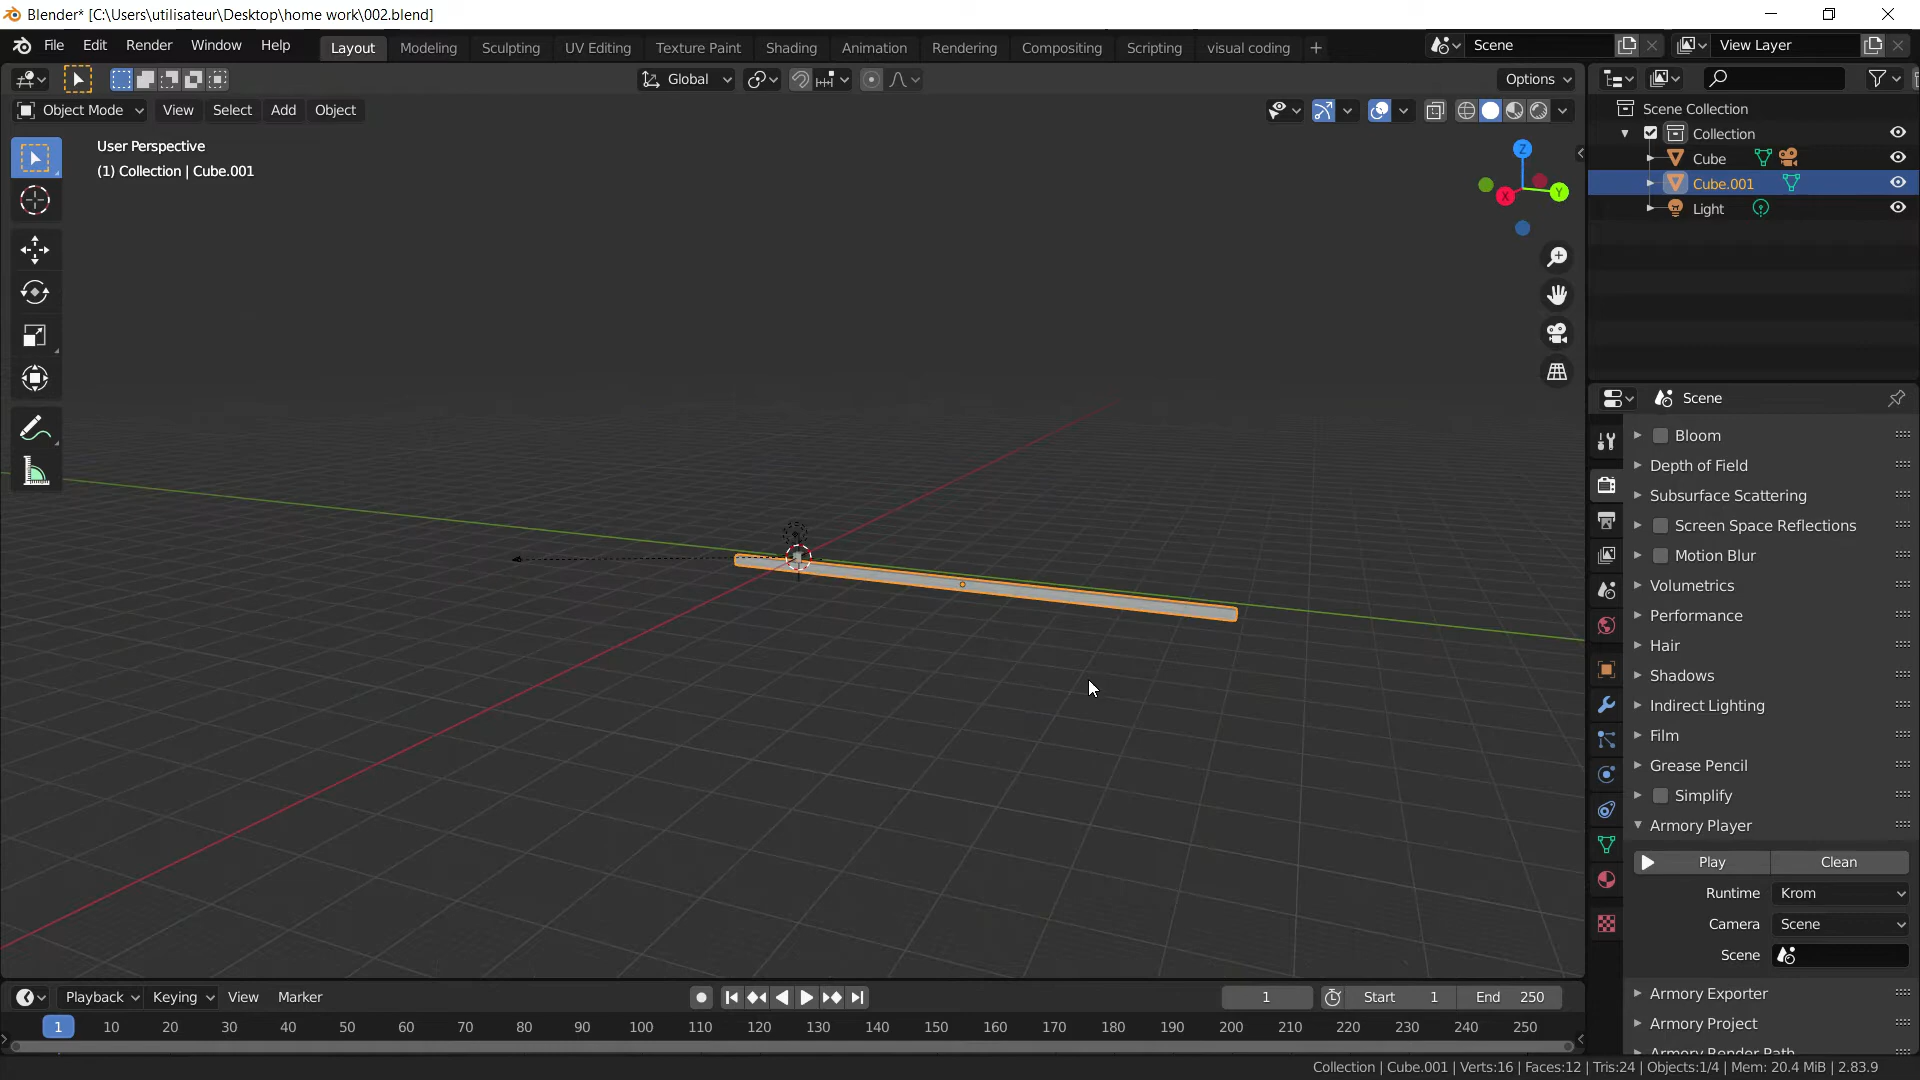 Blender* [C:\Users\utilisateur\Desktop\home work\002.blend]
File Edit Render Window Help Layout Modeling Sculpting UV Editing Texture Paint Shading Animation Rendering Compositing Scripting visual coding + Scene View Layer
Global Options
Object Mode View Select Add Object
User Perspective
(1) Collection | Cube.001
Z
X
Y
Scene Collection
Collection
Cube
Cube.001
Light
Scene
Bloom
Depth of Field
Subsurface Scattering
Screen Space Reflections
Motion Blur
Volumetrics
Performance
Hair
Shadows
Indirect Lighting
Film
Grease Pencil
Simplify
Armory Player
Play Clean
Runtime Krom
Camera Scene
Scene
Armory Exporter
Armory Project
Armory Render Path
Playback Keying View Marker 1 Start 1 End 250
1 10 20 30 40 50 60 70 80 90 100 110 120 130 140 150 160 170 180 190 200 210 220 230 240 250
Collection | Cube.001 | Verts:16 | Faces:12 | Tris:24 | Objects:1/4 | Mem: 20.4 MiB | 2.83.9